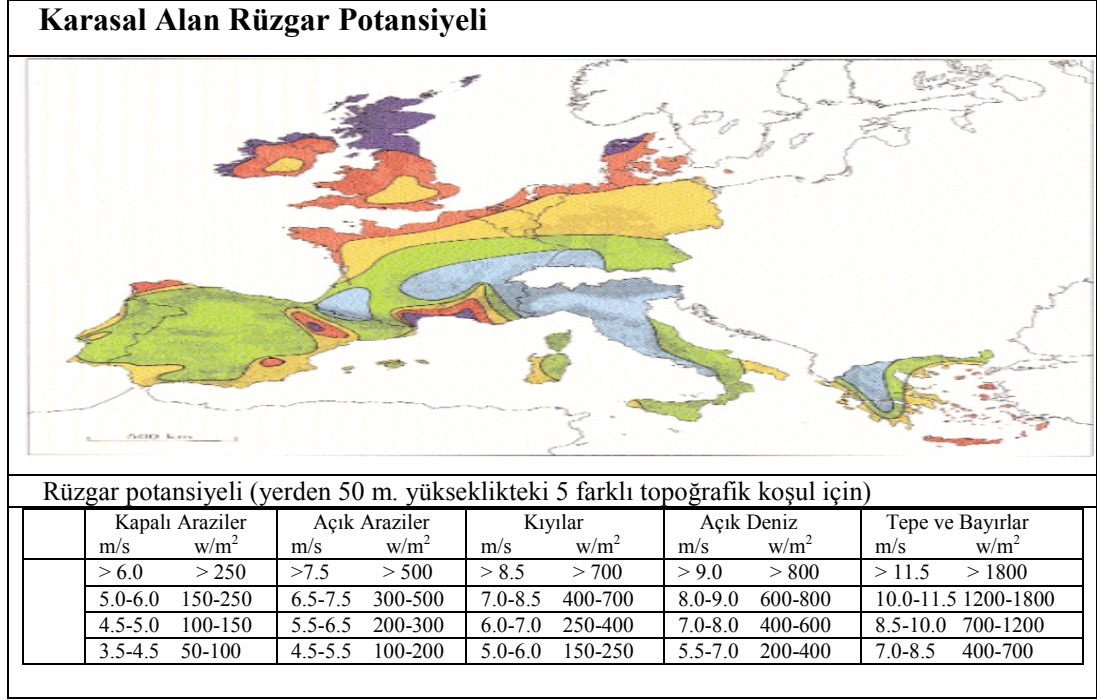 Karasal Alan Rüzgar Potansiyeli
500 km
Rüzgar potansiyeli (yerden 50 m. yükseklikteki 5 farklı topoğrafik koşul için)
Kapalı Araziler Açık Araziler Kıyılar Açık Deniz Tepe ve Bayırlar
m/s w/m² m/s w/m² m/s w/m² m/s w/m² m/s w/m²
> 6.0 > 250 >7.5 > 500 > 8.5 > 700 > 9.0 > 800 > 11.5 > 1800
5.0-6.0 150-250 6.5-7.5 300-500 7.0-8.5 400-700 8.0-9.0 600-800 10.0-11.5 1200-1800
4.5-5.0 100-150 5.5-6.5 200-300 6.0-7.0 250-400 7.0-8.0 400-600 8.5-10.0 700-1200
3.5-4.5 50-100 4.5-5.5 100-200 5.0-6.0 150-250 5.5-7.0 200-400 7.0-8.5 400-700